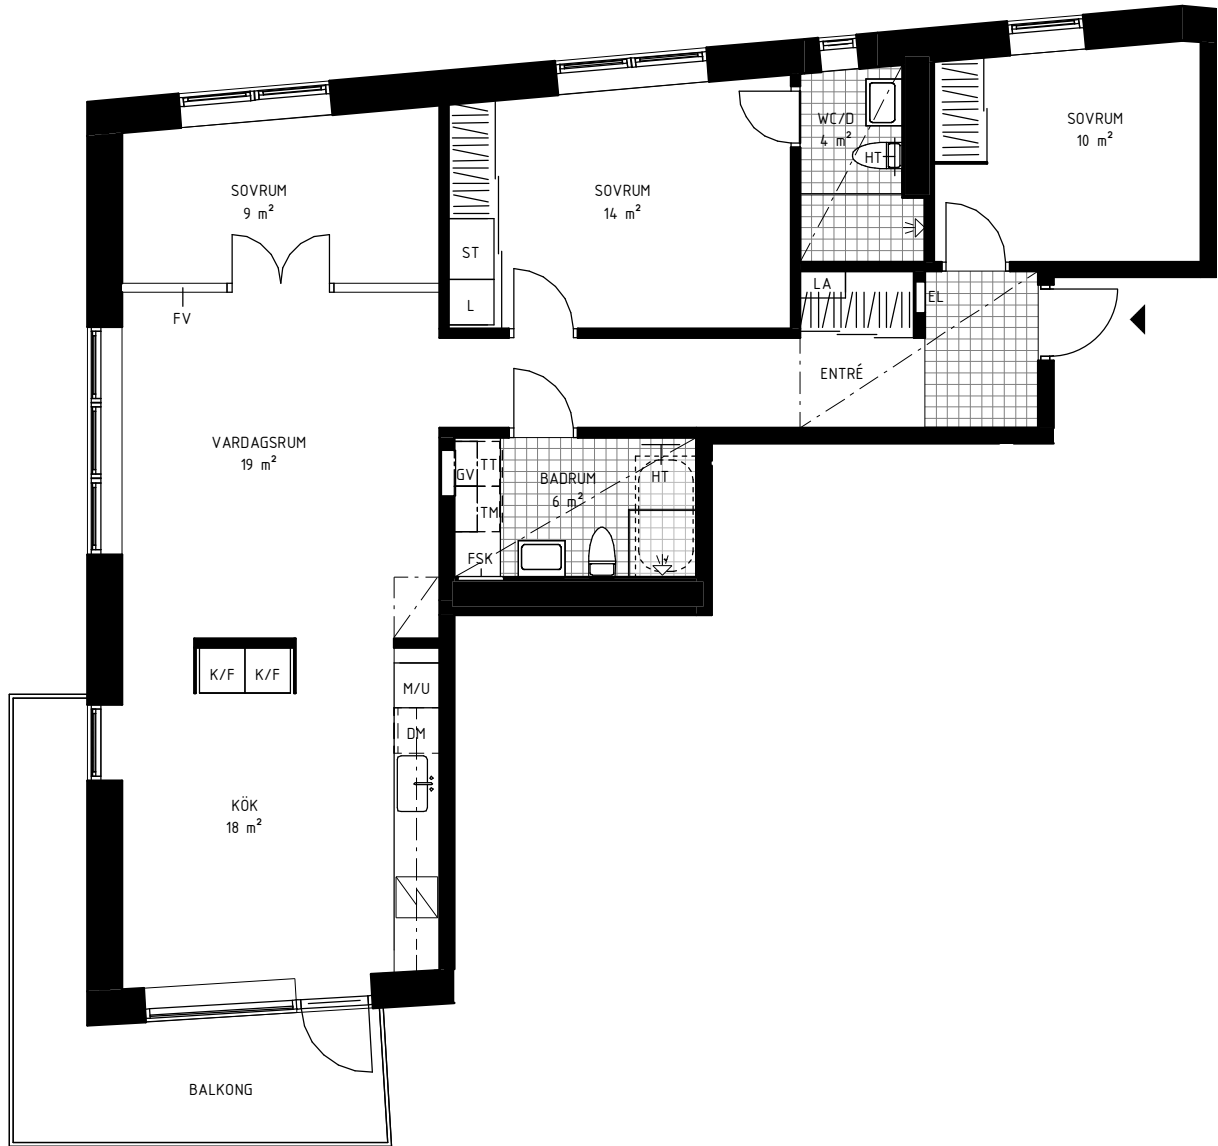 WC/D
4 m²
HT
SOVRUM
10 m²
SOVRUM
9 m²
SOVRUM
14 m²
ST
L
LA
EL
FV
ENTRÉ
VARDAGSRUM
19 m²
GV
TT
BADRUM
6 m²
HT
TM
FSK
K/F
K/F
M/U
DM
KÖK
18 m²
BALKONG